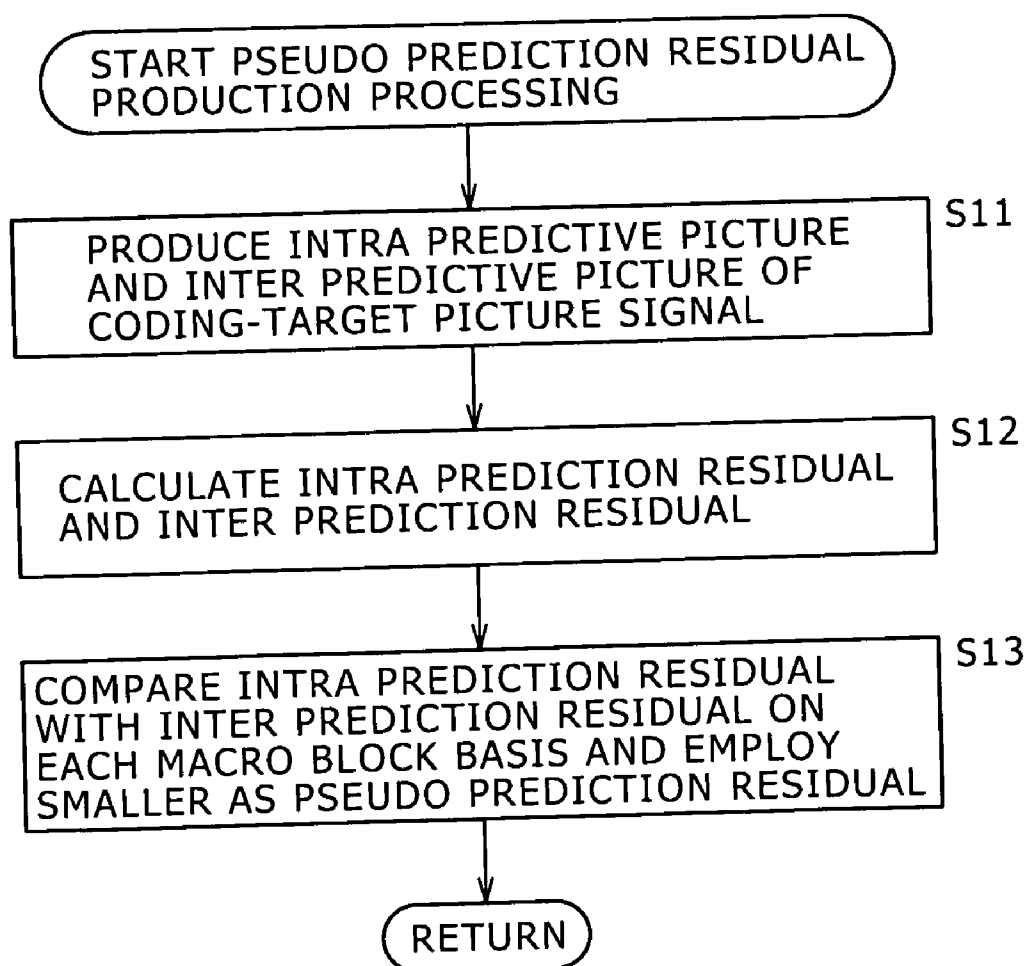 START PSEUDO PREDICTION RESIDUAL
PRODUCTION PROCESSING
S11
PRODUCE INTRA PREDICTIVE PICTURE
AND INTER PREDICTIVE PICTURE OF
CODING-TARGET PICTURE SIGNAL
S12
CALCULATE INTRA PREDICTION RESIDUAL
AND INTER PREDICTION RESIDUAL
S13
COMPARE INTRA PREDICTION RESIDUAL
WITH INTER PREDICTION RESIDUAL ON
EACH MACRO BLOCK BASIS AND EMPLOY
SMALLER AS PSEUDO PREDICTION RESIDUAL
RETURN